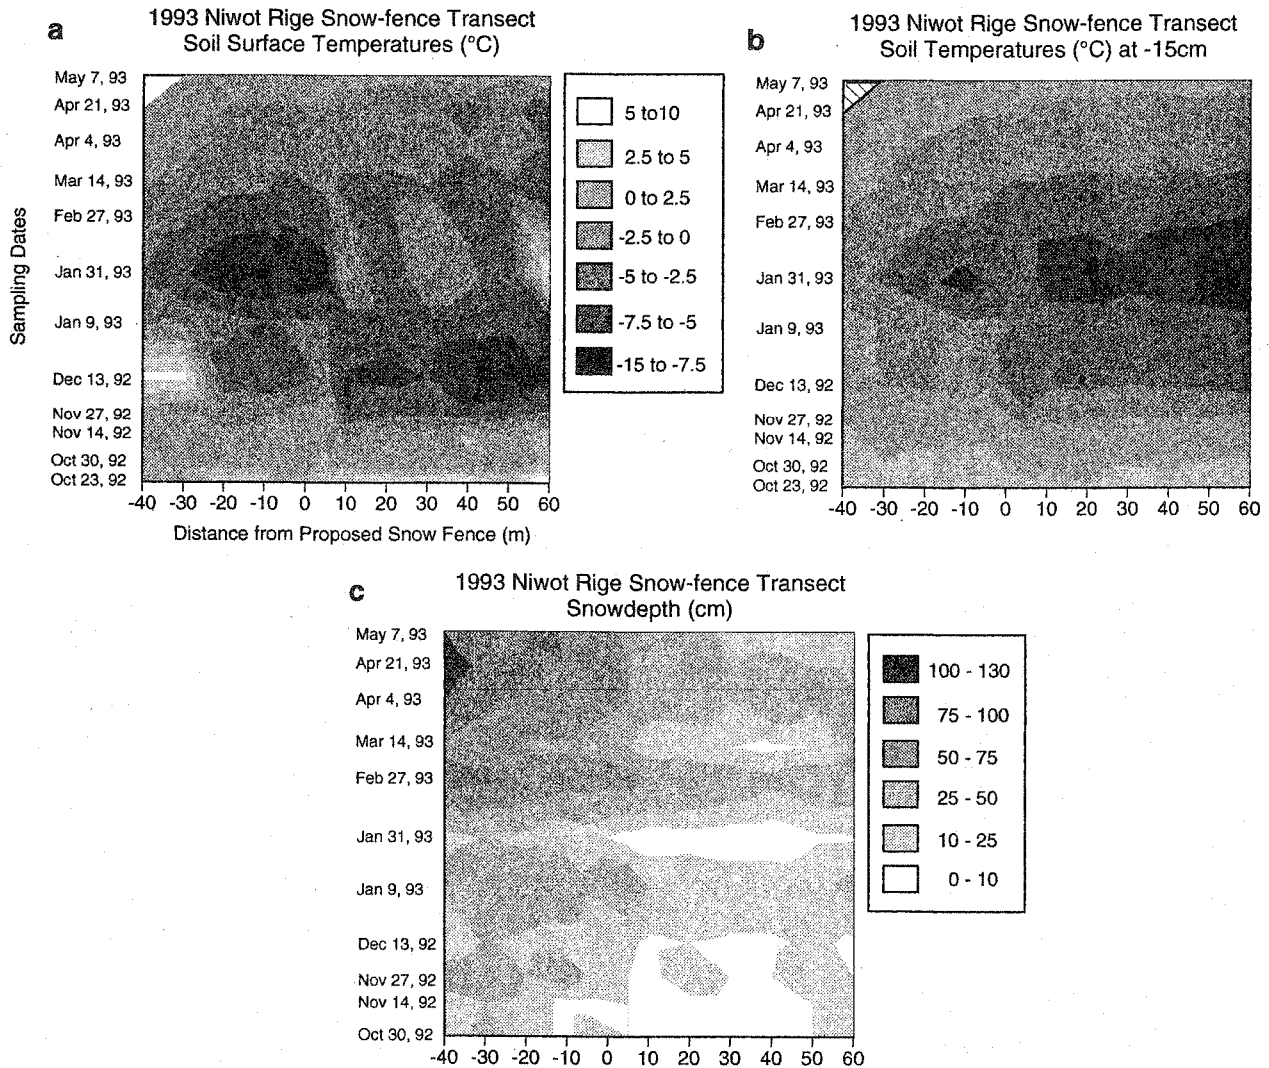 a
1993 Niwot Rige Snow-fence Transect
Soil Surface Temperatures (°C)
May 7, 93
Apr 21, 93
Apr 4, 93
Mar 14, 93
Feb 27, 93
Jan 31, 93
Jan 9, 93
Dec 13, 92
Nov 27, 92
Nov 14, 92
Oct 30, 92
Oct 23, 92
Sampling Dates
-40 -30 -20 -10 0 10 20 30 40 50 60
Distance from Proposed Snow Fence (m)
5 to10
2.5 to 5
0 to 2.5
-2.5 to 0
-5 to -2.5
-7.5 to -5
-15 to -7.5
b
1993 Niwot Rige Snow-fence Transect
Soil Temperatures (°C) at -15cm
May 7, 93
Apr 21, 93
Apr 4, 93
Mar 14, 93
Feb 27, 93
Jan 31, 93
Jan 9, 93
Dec 13, 92
Nov 27, 92
Nov 14, 92
Oct 30, 92
Oct 23, 92
-40 -30 -20 -10 0 10 20 30 40 50 60
c
1993 Niwot Rige Snow-fence Transect
Snowdepth (cm)
May 7, 93
Apr 21, 93
Apr 4, 93
Mar 14, 93
Feb 27, 93
Jan 31, 93
Jan 9, 93
Dec 13, 92
Nov 27, 92
Nov 14, 92
Oct 30, 92
-40 -30 -20 -10 0 10 20 30 40 50 60
100 - 130
75 - 100
50 - 75
25 - 50
10 - 25
0 - 10